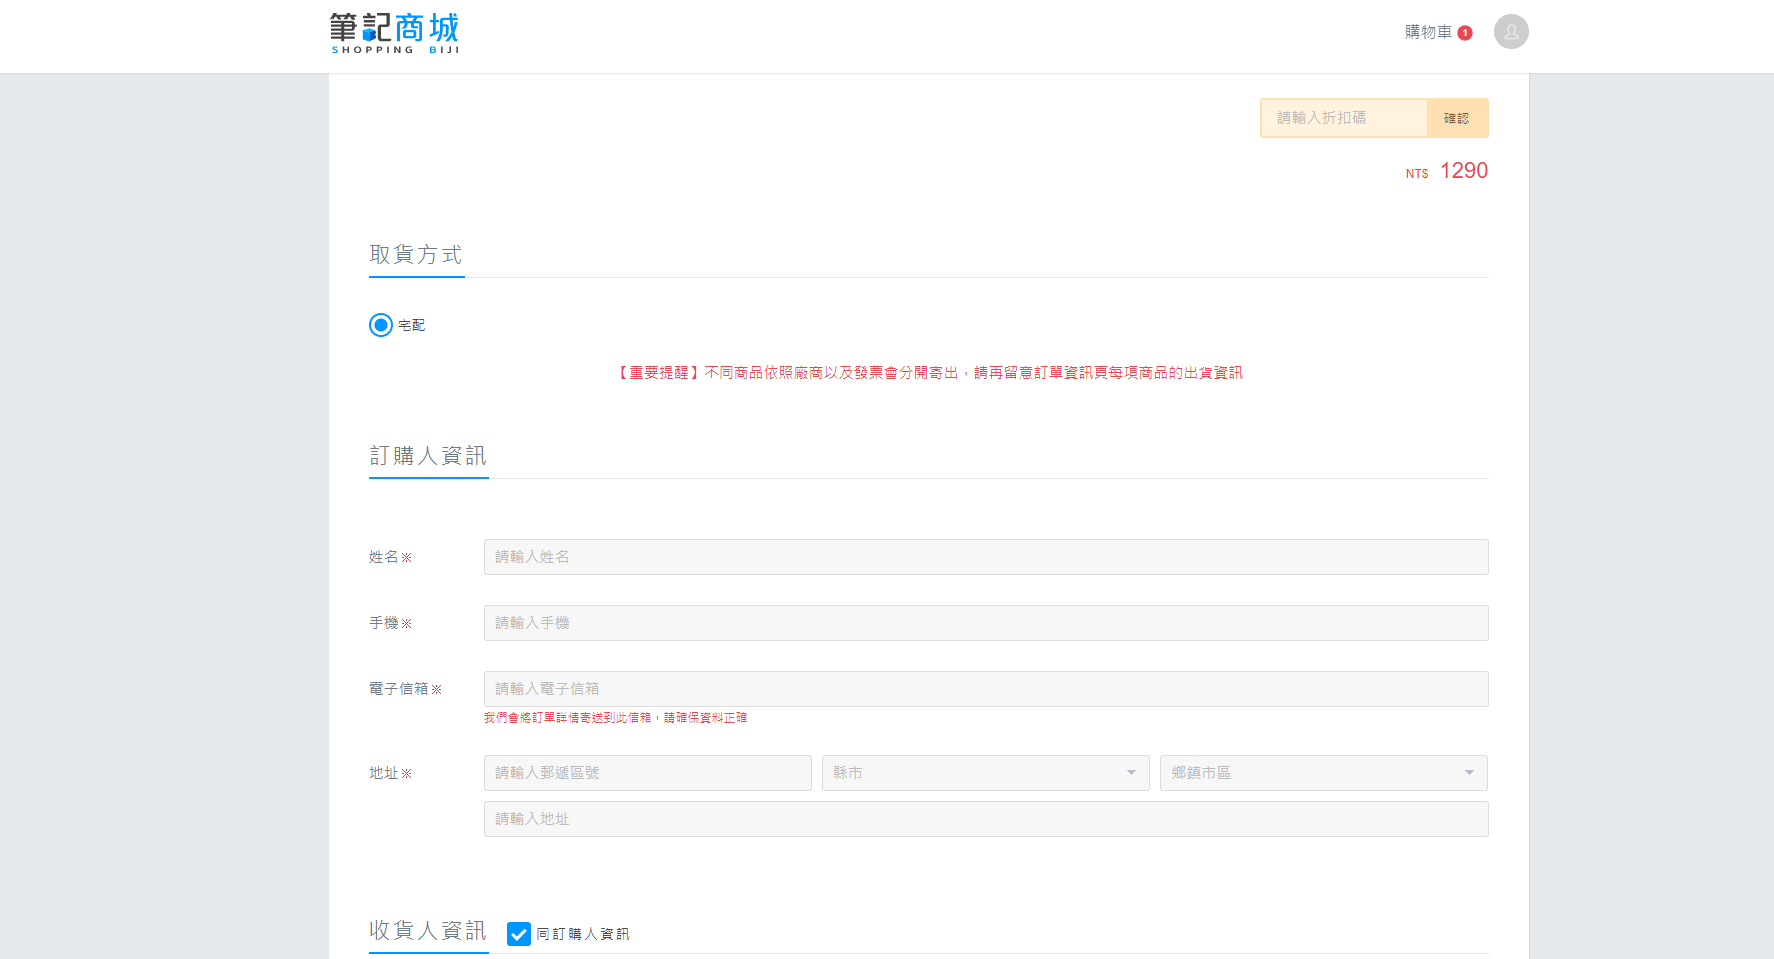 筆記商城
SHOPPING BIJI
購物車 1
請輸入折扣碼 確認
NT$ 1290
取貨方式
宅配
【重要提醒】不同商品依照廠商以及發票會分開寄出，請再留意訂單資訊頁每項商品的出貨資訊
訂購人資訊
姓名※ 請輸入姓名
手機※ 請輸入手機
電子信箱※ 請輸入電子信箱
我們會將訂單詳情寄送到此信箱，請確保資料正確
地址※ 請輸入郵遞區號 縣市 鄉鎮市區
請輸入地址
收貨人資訊 同訂購人資訊